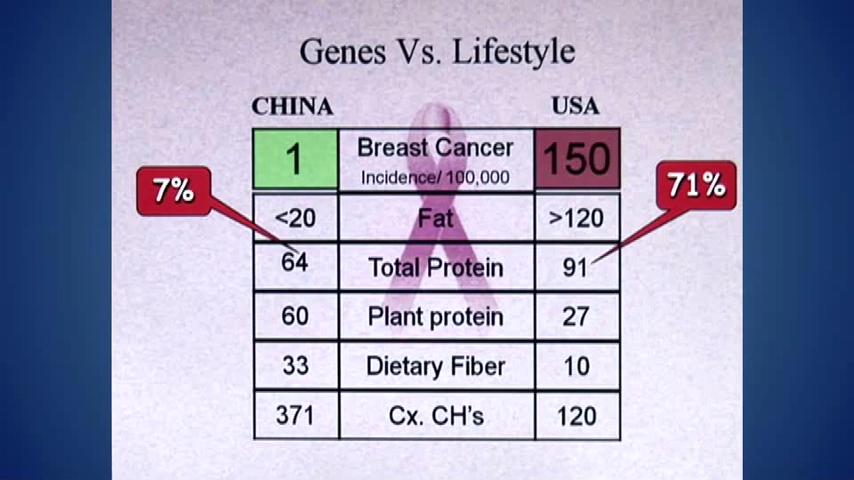 Genes Vs. Lifestyle
CHINA USA
1 Breast Cancer 150
Incidence/ 100,000
7% 71%
<20 Fat >120
64 Total Protein 91
60 Plant protein 27
33 Dietary Fiber 10
371 Cx. CH's 120